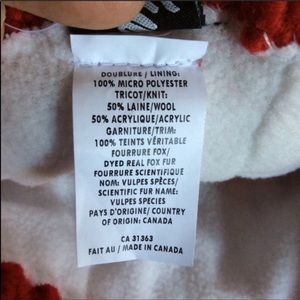 DOUBLURE / LINING:
100% MICRO POLYESTER
TRICOT/KNIT:
50% LAINE/WOOL
50% ACRYLIQUE/ACRYLIC
GARNITURE/TRIM:
100% TEINTS VÉRITABLE
FOURRURE FOX/
DYED REAL FOX FUR
FOURRURE SCIENTIFIQUE
NOM: VULPES SPÈCES/
SCIENTIFIC FUR NAME:
VULPES SPECIES
PAYS D'ORIGINE/ COUNTRY
OF ORIGIN: CANADA
CA 31363
FAIT AU / MADE IN CANADA